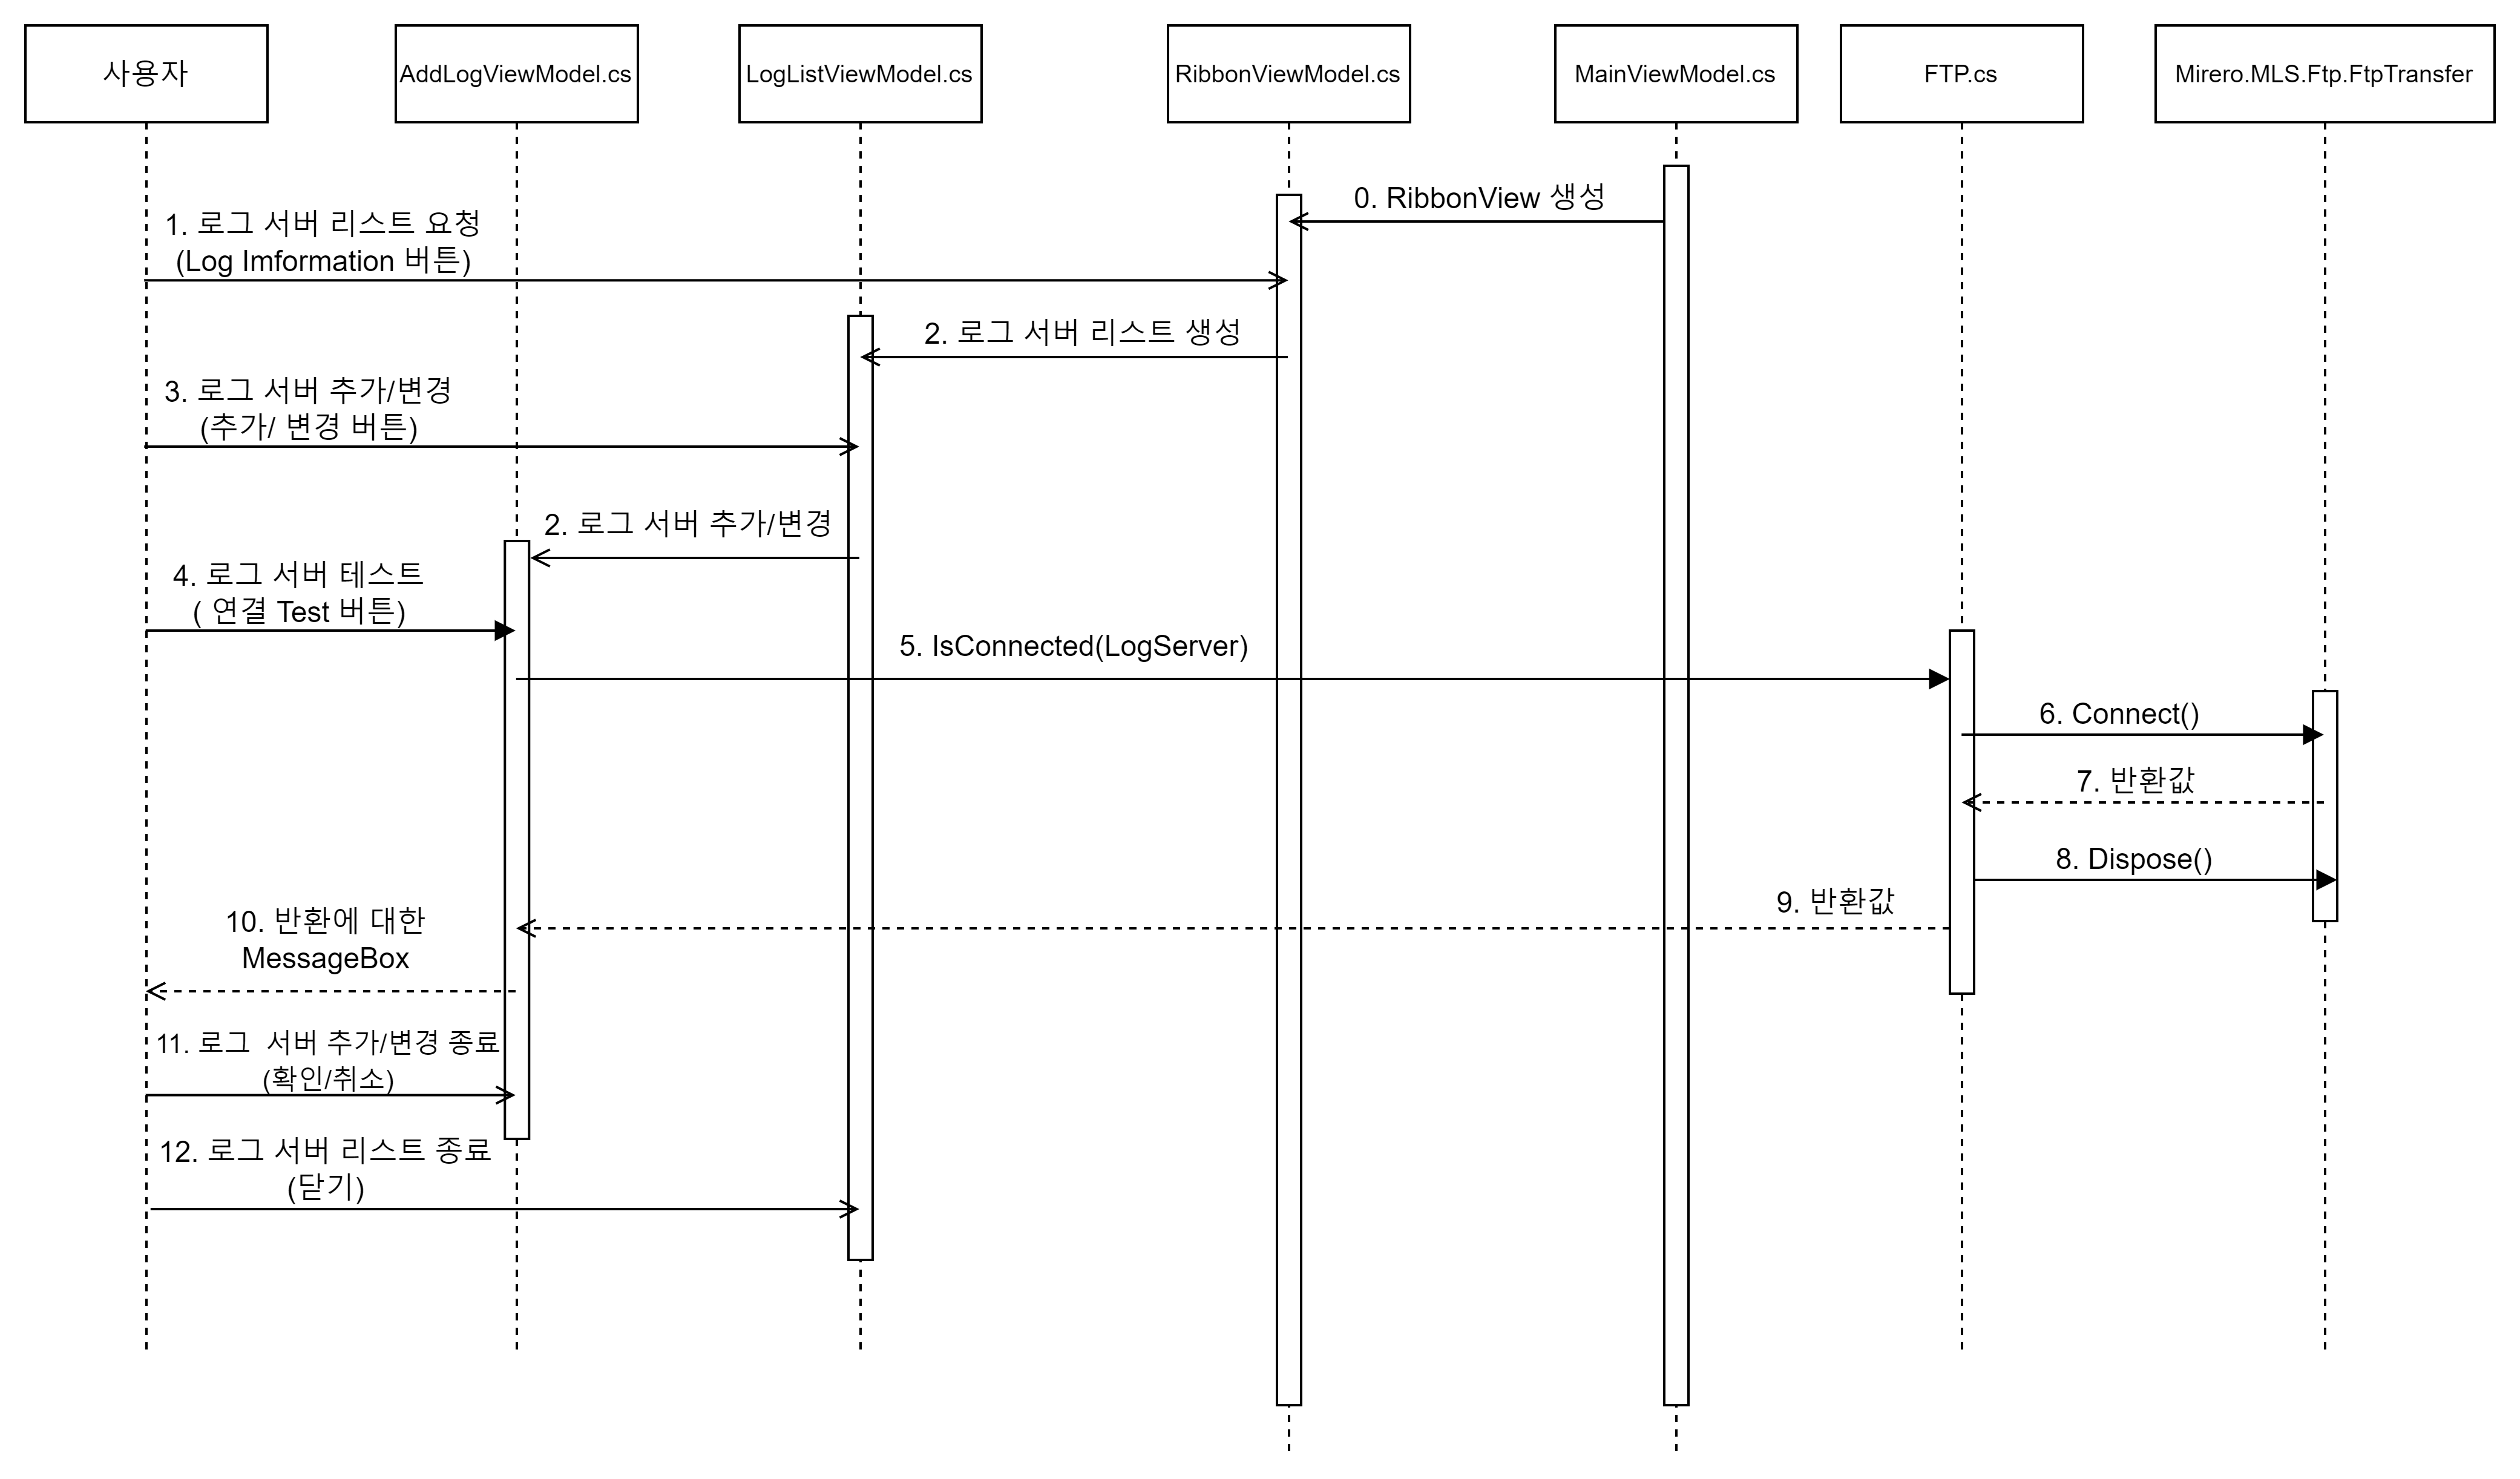 사용자
AddLogViewModel.cs
LogListViewModel.cs
RibbonViewModel.cs
MainViewModel.cs
FTP.cs
Mirero.MLS.Ftp.FtpTransfer
0. RibbonView 생성
1. 로그 서버 리스트 요청
(Log Imformation 버튼)
2. 로그 서버 리스트 생성
3. 로그 서버 추가/변경
(추가/ 변경 버튼)
2. 로그 서버 추가/변경
4. 로그 서버 테스트
( 연결 Test 버튼)
5. IsConnected(LogServer)
6. Connect()
7. 반환값
8. Dispose()
9. 반환값
10. 반환에 대한
MessageBox
11. 로그  서버 추가/변경 종료
(확인/취소)
12. 로그 서버 리스트 종료
(닫기)